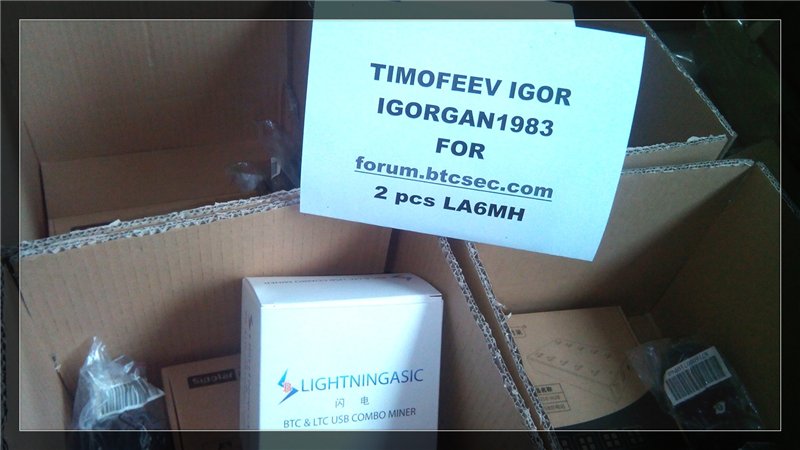 TIMOFEEV IGOR
IGORGAN1983
FOR
forum.btcsec.com
2 pcs LA6MH
LIGHTNINGASIC
闪 电
BTC & LTC USB COMBO MINER